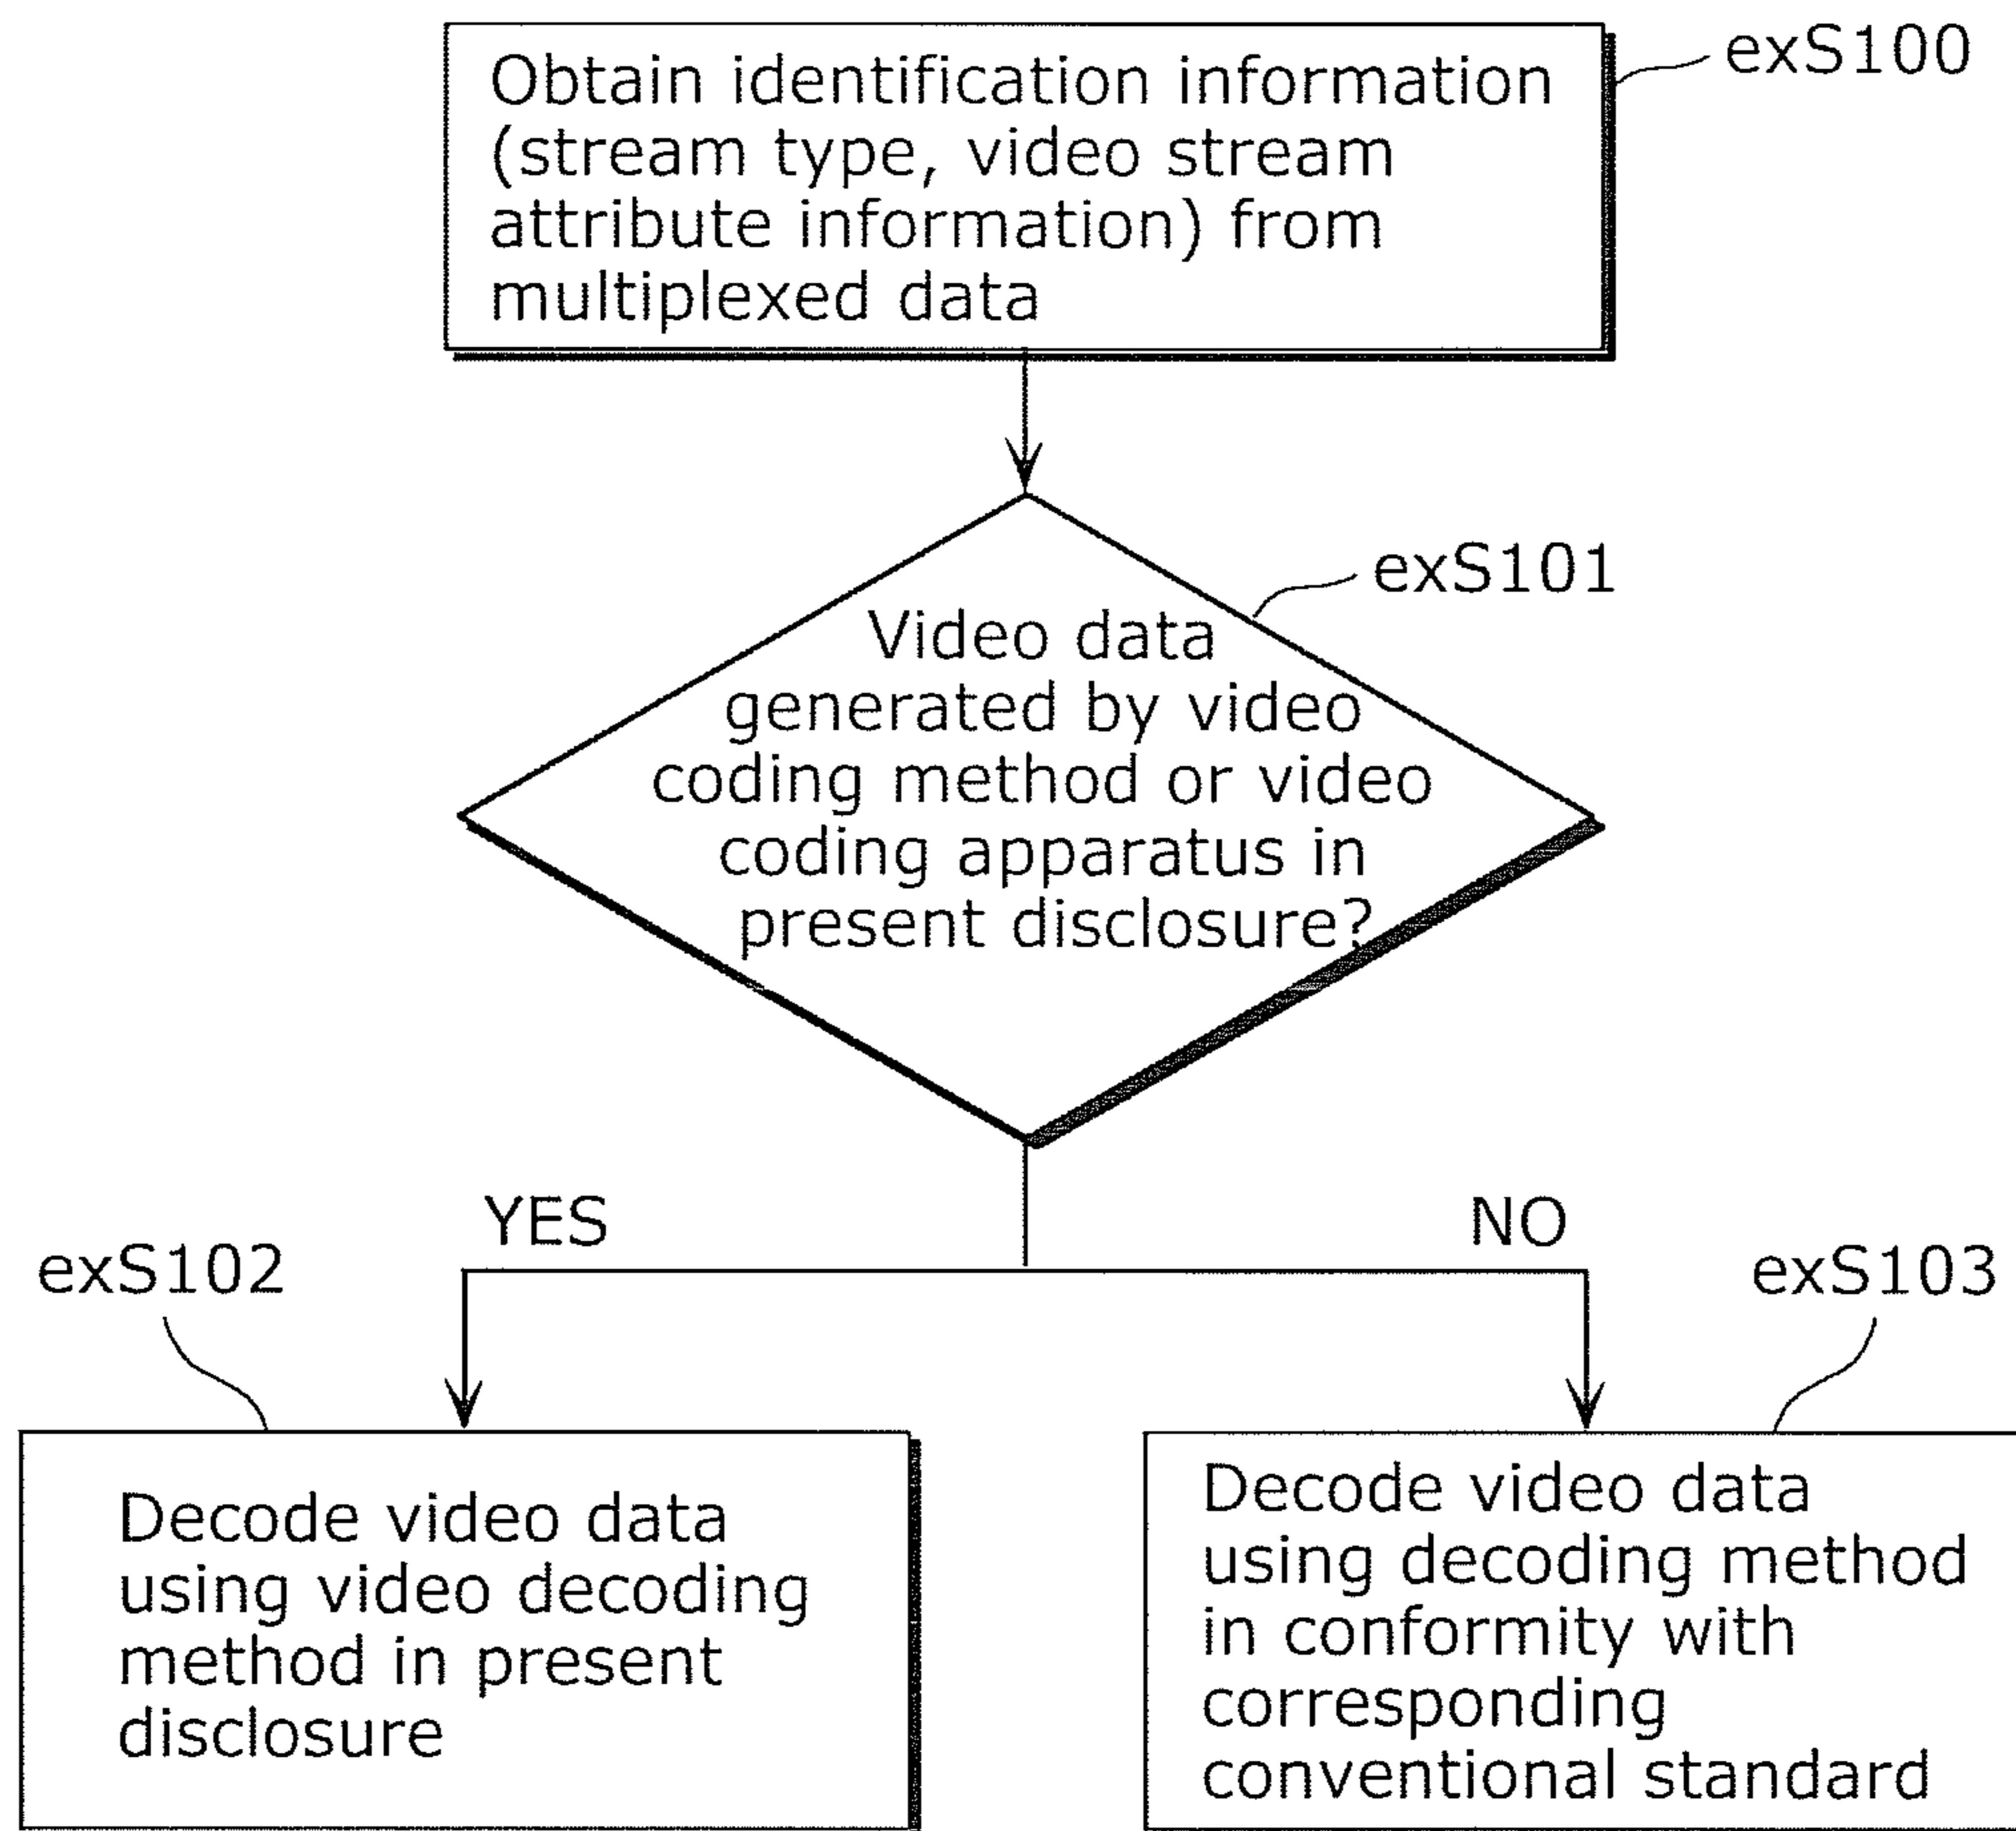 Obtain identification information
(stream type, video stream
attribute information) from
multiplexed data
exS100
exS101
Video data
generated by video
coding method or video
coding apparatus in
present disclosure?
YES
NO
exS102
exS103
Decode video data
using video decoding
method in present
disclosure
Decode video data
using decoding method
in conformity with
corresponding
conventional standard